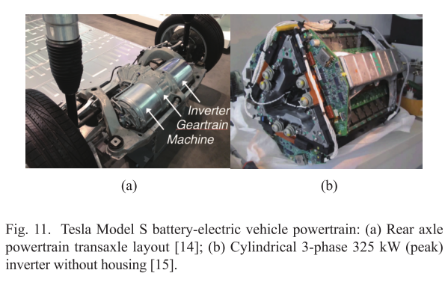 Inverter
Geartrain
Machine
(a)
(b)
Fig. 11. Tesla Model S battery-electric vehicle powertrain: (a) Rear axle
powertrain transaxle layout [14]; (b) Cylindrical 3-phase 325 kW (peak)
inverter without housing [15].